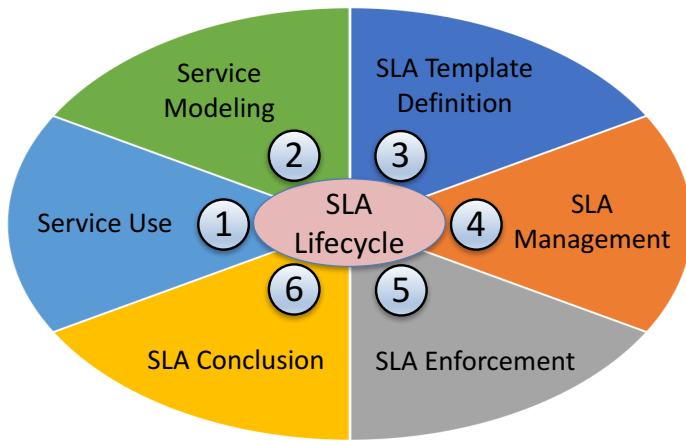 Service
Modeling
SLA Template
Definition
2
3
Service Use
1
SLA
Lifecycle
4
SLA
Management
6
5
SLA Conclusion
SLA Enforcement